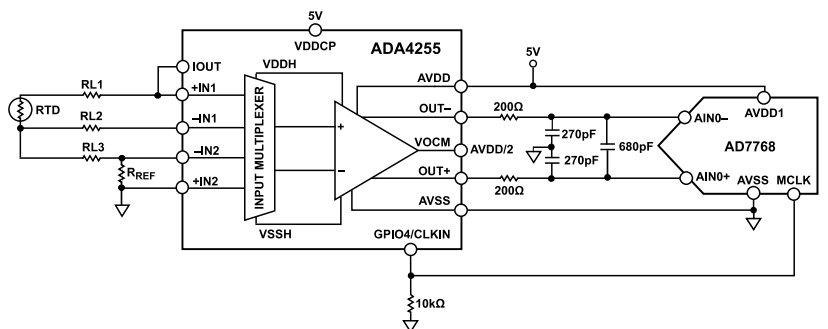 5V
VDDCP
ADA4255
IOUT
VDDH
AVDD
5V
RL1
+IN1
OUT–
200Ω
AVDD1
RTD
RL2
–IN1
INPUT MULTIPLEXER
+
VOCM
AVDD/2
270pF
270pF
680pF
AIN0–
AD7768
RL3
–IN2
–
OUT+
200Ω
AIN0+
RREF
+IN2
AVSS
AVSS
MCLK
VSSH
GPIO4/CLKIN
10kΩ